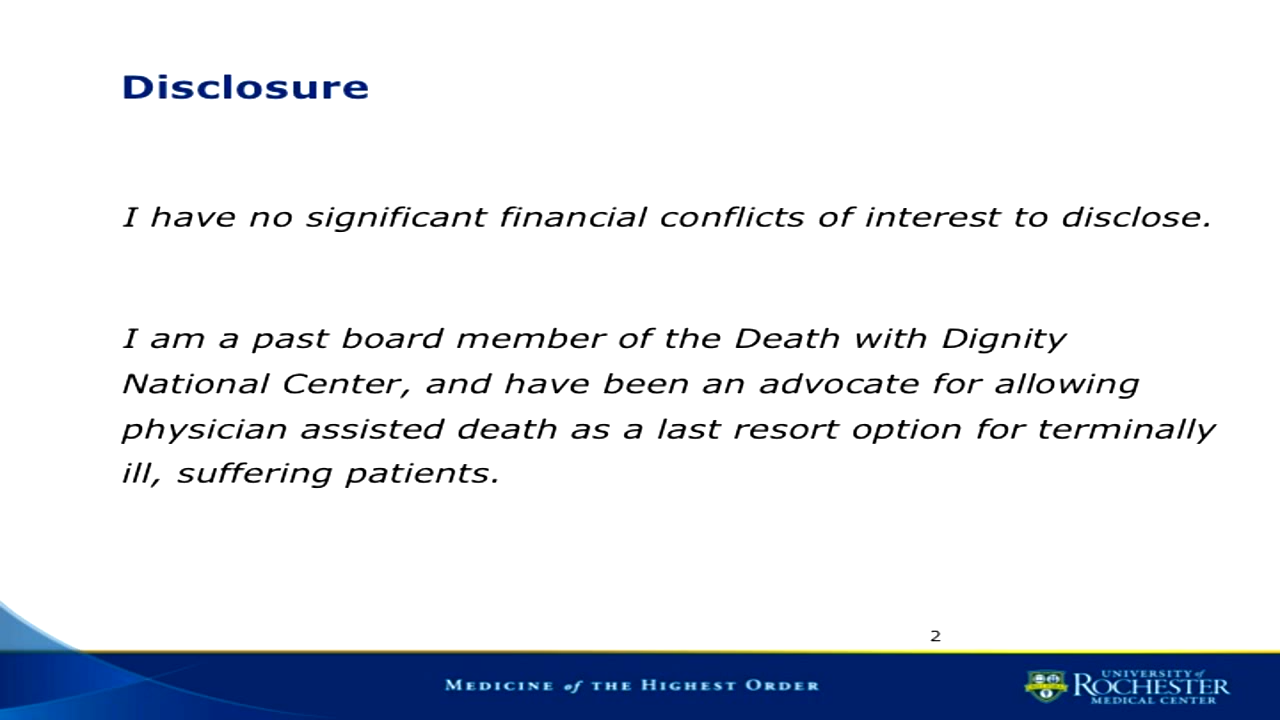 Disclosure
I have no significant financial conflicts of interest to disclose.
I am a past board member of the Death with Dignity
National Center, and have been an advocate for allowing
physician assisted death as a last resort option for terminally
ill, suffering patients.
2
MEDICINE of THE HIGHEST ORDER
UNIVERSITY of
ROCHESTER
MEDICAL CENTER